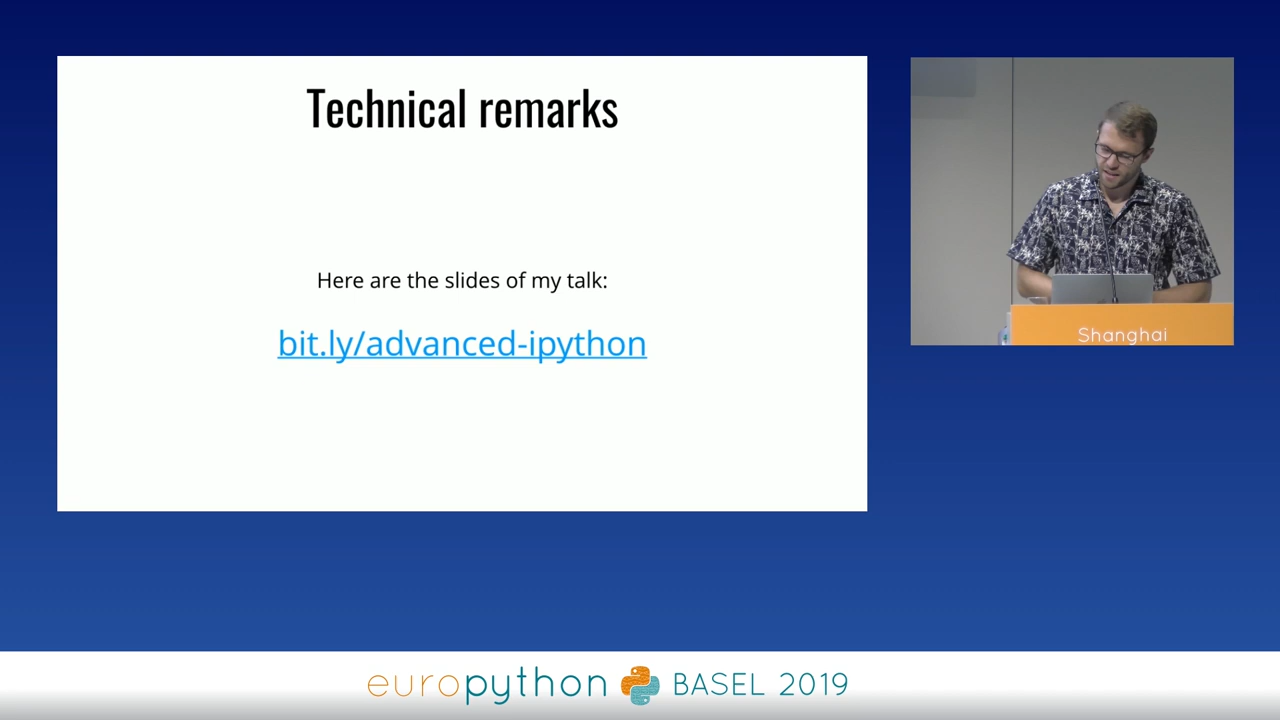 Technical remarks
Here are the slides of my talk:
bit.ly/advanced-ipython
Shanghai
europython BASEL 2019